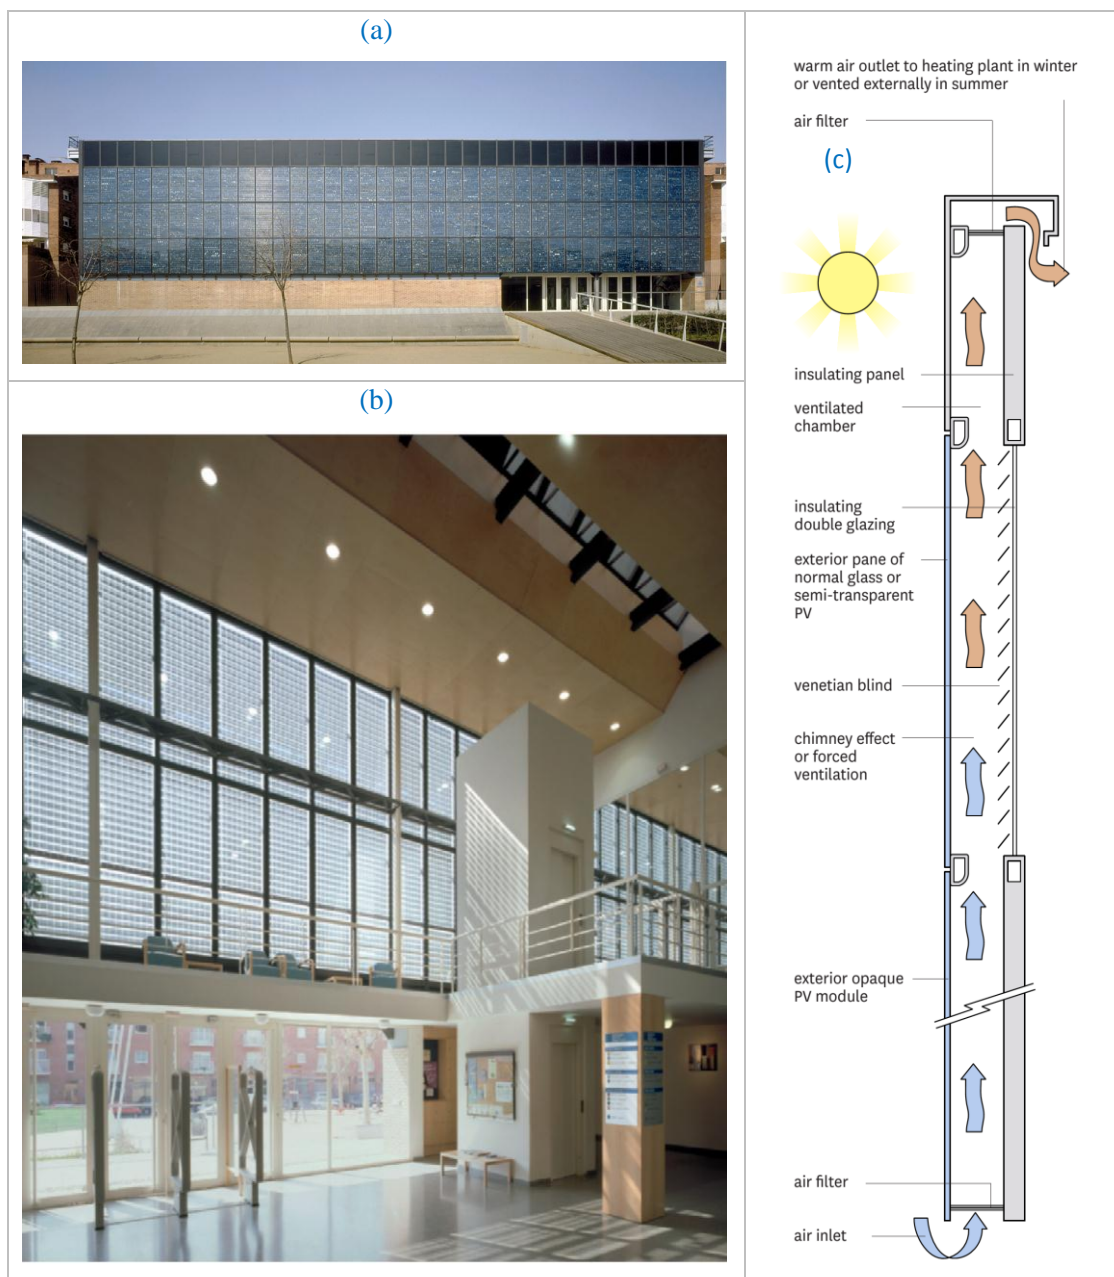 (a)
(b)
warm air outlet to heating plant in winter
or vented externally in summer
air filter
(c)
insulating panel
ventilated
chamber
insulating
double glazing
exterior pane of
normal glass or
semi-transparent
PV
venetian blind
chimney effect
or forced
ventilation
exterior opaque
PV module
air filter
air inlet